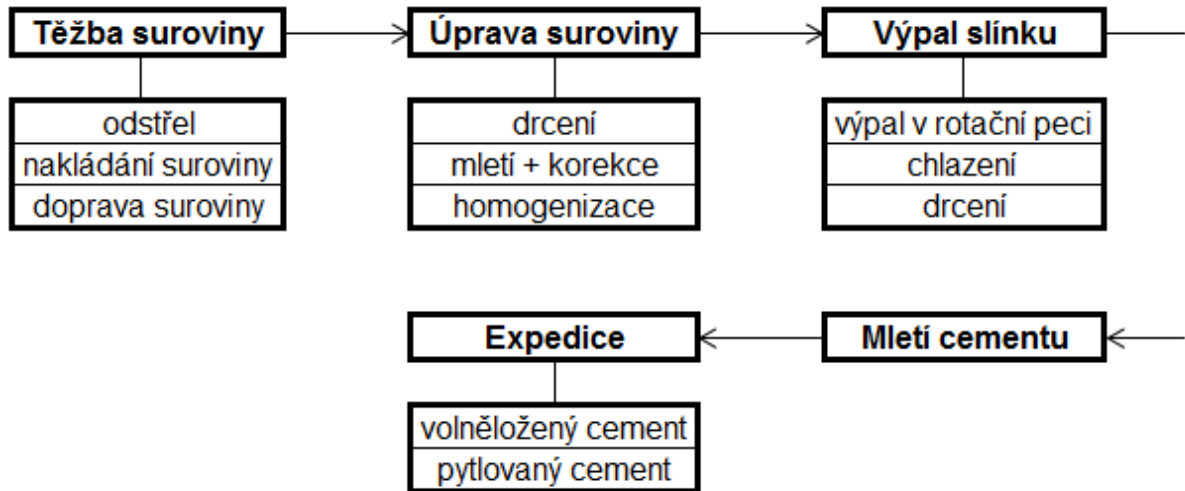 Těžba suroviny
Úprava suroviny
Výpal slínku
odstřel
nakládání suroviny
doprava suroviny
drcení
mletí + korekce
homogenizace
výpal v rotační peci
chlazení
drcení
Expedice
Mletí cementu
volněložený cement
pytlovaný cement